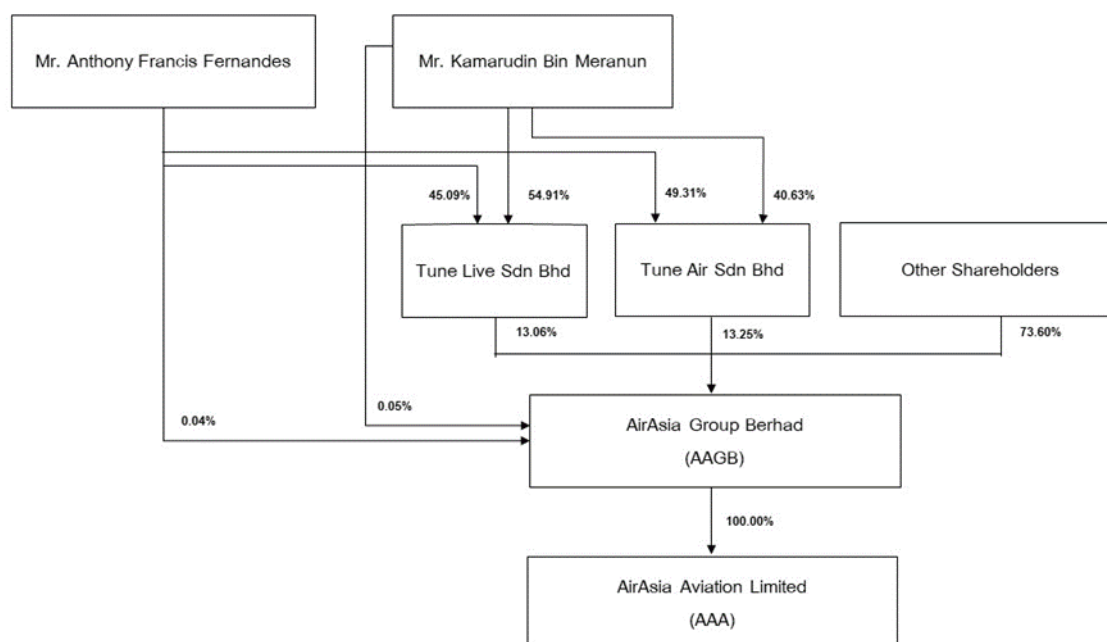 Mr. Anthony Francis Fernandes
Mr. Kamarudin Bin Meranun
45.09%
54.91%
49.31%
40.63%
Tune Live Sdn Bhd
Tune Air Sdn Bhd
Other Shareholders
13.06%
13.25%
73.60%
0.04%
0.05%
AirAsia Group Berhad
(AAGB)
100.00%
AirAsia Aviation Limited
(AAA)